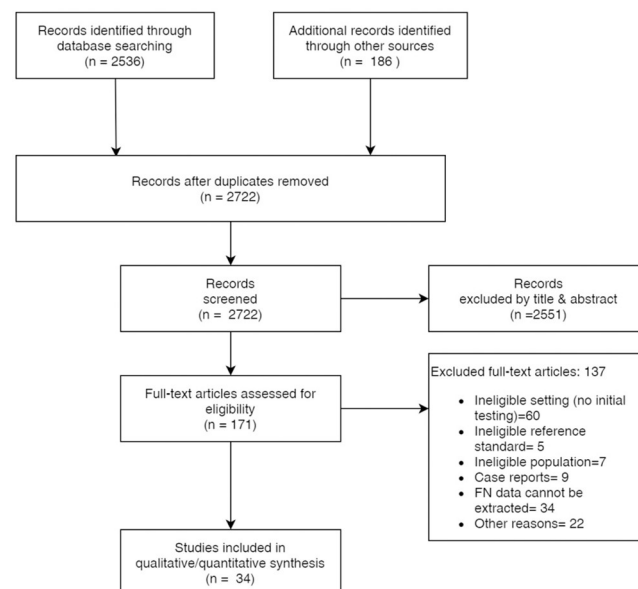 Records identified through
database searching
(n = 2536)
Additional records identified
through other sources
(n = 186 )
Records after duplicates removed
(n = 2722)
Records
screened
(n = 2722)
Records
excluded by title & abstract
(n =2551)
Full-text articles assessed for
eligibility
(n = 171)
Excluded full-text articles: 137
• Ineligible setting (no initial
testing)=60
• Ineligible reference
standard= 5
• Ineligible population=7
• Case reports= 9
• FN data cannot be
extracted= 34
• Other reasons= 22
Studies included in
qualitative/quantitative synthesis
(n = 34)